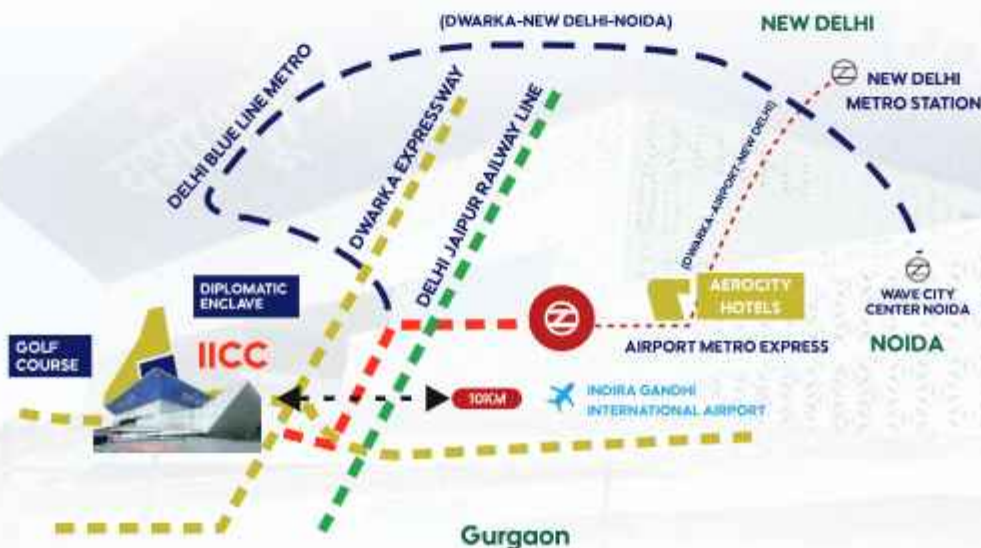 (DWARKA-NEW DELHI-NOIDA)
NEW DELHI
DELHI BLUE LINE METRO
DWARKA EXPRESSWAY
DELHI JAIPUR RAILWAY LINE
(DWARKA-AIRPORT-NEW DELHI)
NEW DELHI
METRO STATION
DIPLOMATIC
ENCLAVE
AEROCITY
HOTELS
WAVE CITY
CENTER NOIDA
GOLF
COURSE
IICC
AIRPORT METRO EXPRESS
NOIDA
10KM
INDIRA GANDHI
INTERNATIONAL AIRPORT
Gurgaon